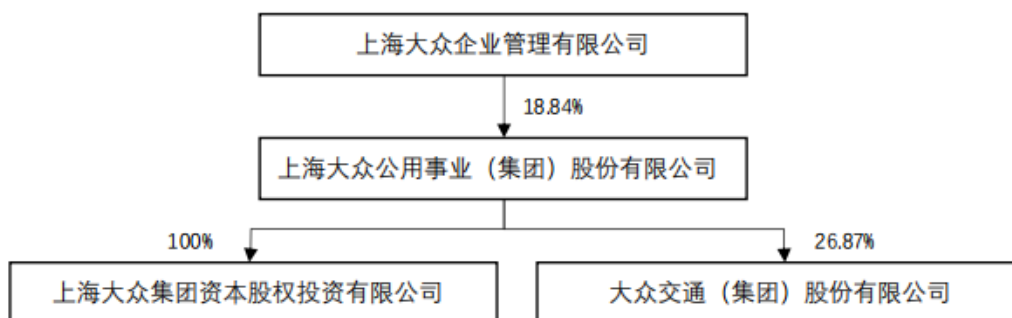 上海大众企业管理有限公司
18.84%
上海大众公用事业（集团）股份有限公司
100%
26.87%
上海大众集团资本股权投资有限公司
大众交通（集团）股份有限公司